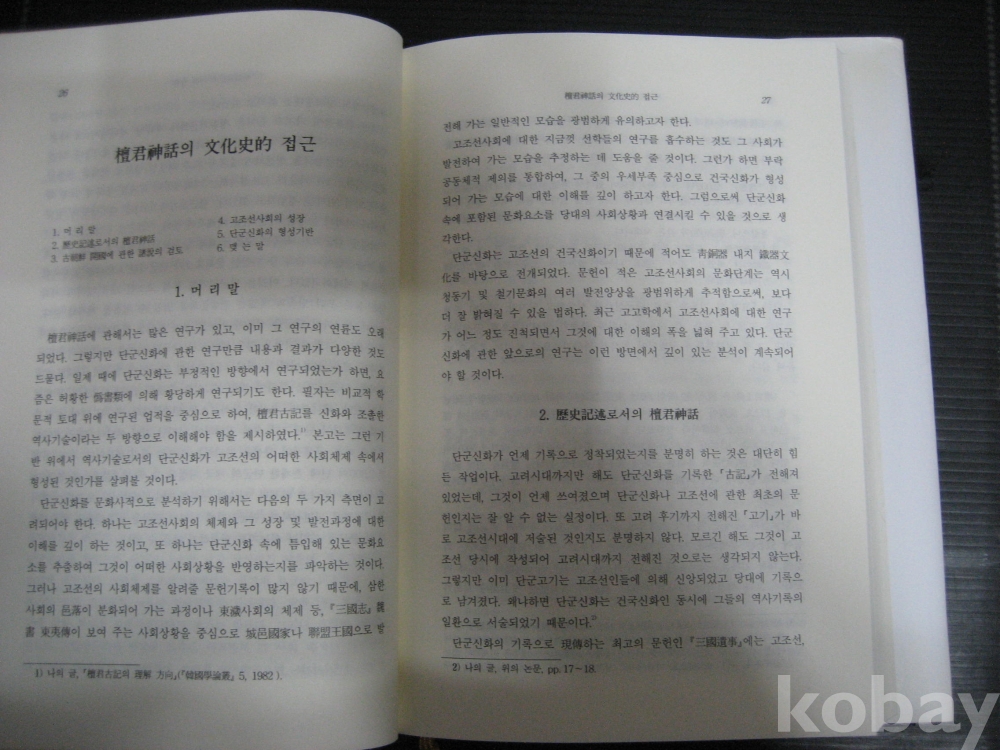 26
檀君神話의 文化史的 접근
1. 머리말
2. 歷史記述로서의 檀君神話
3. 古朝鮮 開國에 관한 諸說의 검토
4. 고조선사회의 성장
5. 단군신화의 형성기반
6. 맺는말
1. 머리말
檀君神話에 관해서는 많은 연구가 있고, 이미 그 연구의 연륜도 오래
되었다. 그렇지만 단군신화에 관한 연구만큼 내용과 결과가 다양한 것도
드물다. 일제 때에 단군신화는 부정적인 방향에서 연구되었는가 하면, 요
즘은 허황한 僞書類에 의해 황당하게 연구되기도 한다. 필자는 비교적 학
문적 토대 위에 연구된 업적을 중심으로 하여, 檀君古記를 신화와 조출한
역사기술이라는 두 방향으로 이해해야 함을 제시하였다.1) 본고는 그런 기
반 위에서 역사기술로서의 단군신화가 고조선의 어떠한 사회체제 속에서
형성된 것인가를 살펴볼 것이다.
단군신화를 문화사적으로 분석하기 위해서는 다음의 두 가지 측면이 고
려되어야 한다. 하나는 고조선사회의 체제와 그 성장 및 발전과정에 대한
이해를 깊이 하는 것이고, 또 하나는 단군신화 속에 틈입해 있는 문화요
소를 추출하여 그것이 어떠한 사회상황을 반영하는지를 파악하는 것이다.
그러나 고조선의 사회체제를 알려줄 문헌기록이 많지 않기 때문에, 삼한
사회의 邑落이 분화되어 가는 과정이나 東濊사회의 체제 등, 『三國志』 魏
書 東夷傳이 보여 주는 사회상황을 중심으로 城邑國家나 聯盟王國으로 발
1) 나의 글, 「檀君古記의 理解 方向」(『韓國學論叢』 5, 1982).
檀君神話의 文化史的 접근
27
전해 가는 일반적인 모습을 광범하게 유의하고자 한다.
고조선사회에 대한 지금껏 선학들의 연구를 흡수하는 것도 그 사회가
발전하여 가는 모습을 추정하는 데 도움을 줄 것이다. 그런가 하면 부락
공동체적 제의를 통합하여, 그 중의 우세부족 중심으로 건국신화가 형성
되어 가는 모습에 대한 이해를 깊이 하고자 한다. 그럼으로써 단군신화
속에 포함된 문화요소를 당대의 사회상황과 연결시킬 수 있을 것으로 생
각한다.
단군신화는 고조선의 건국신화이기 때문에 적어도 靑銅器 내지 鐵器文
化를 바탕으로 전개되었다. 문헌이 적은 고조선사회의 문화단계는 역시
청동기 및 철기문화의 여러 발전양상을 광범위하게 추적함으로써, 보다
더 잘 밝혀질 수 있을 법하다. 최근 고고학에서 고조선사회에 대한 연구
가 어느 정도 진척되면서 그것에 대한 이해의 폭을 넓혀 주고 있다. 단군
신화에 관한 앞으로의 연구는 이런 방면에서 깊이 있는 분석이 계속되어
야 할 것이다.
2. 歷史記述로서의 檀君神話
단군신화가 언제 기록으로 정착되었는지를 분명히 하는 것은 대단히 힘
든 작업이다. 고려시대까지만 해도 단군신화를 기록한 『古記』가 전해져
있었는데, 그것이 언제 쓰여졌으며 단군신화나 고조선에 관한 최초의 문
헌인지는 잘 알 수 없는 실정이다. 또 고려 후기까지 전해진 『고기』가 바
로 고조선시대에 저술된 것인지도 분명하지 않다. 모르긴 해도 그것이 고
조선 당시에 작성되어 고려시대까지 전해진 것으로는 생각되지 않는다.
그렇지만 이미 단군고기는 고조선인들에 의해 신앙되었고 당대에 기록으
로 남겨졌다. 왜냐하면 단군신화는 건국신화인 동시에 그들의 역사기록의
일환으로 서술되었기 때문이다.2)
단군신화의 기록으로 現傳하는 최고의 문헌인 『三國遺事』에는 고조선,
2) 나의 글, 위의 논문, pp. 17~18.
kobay